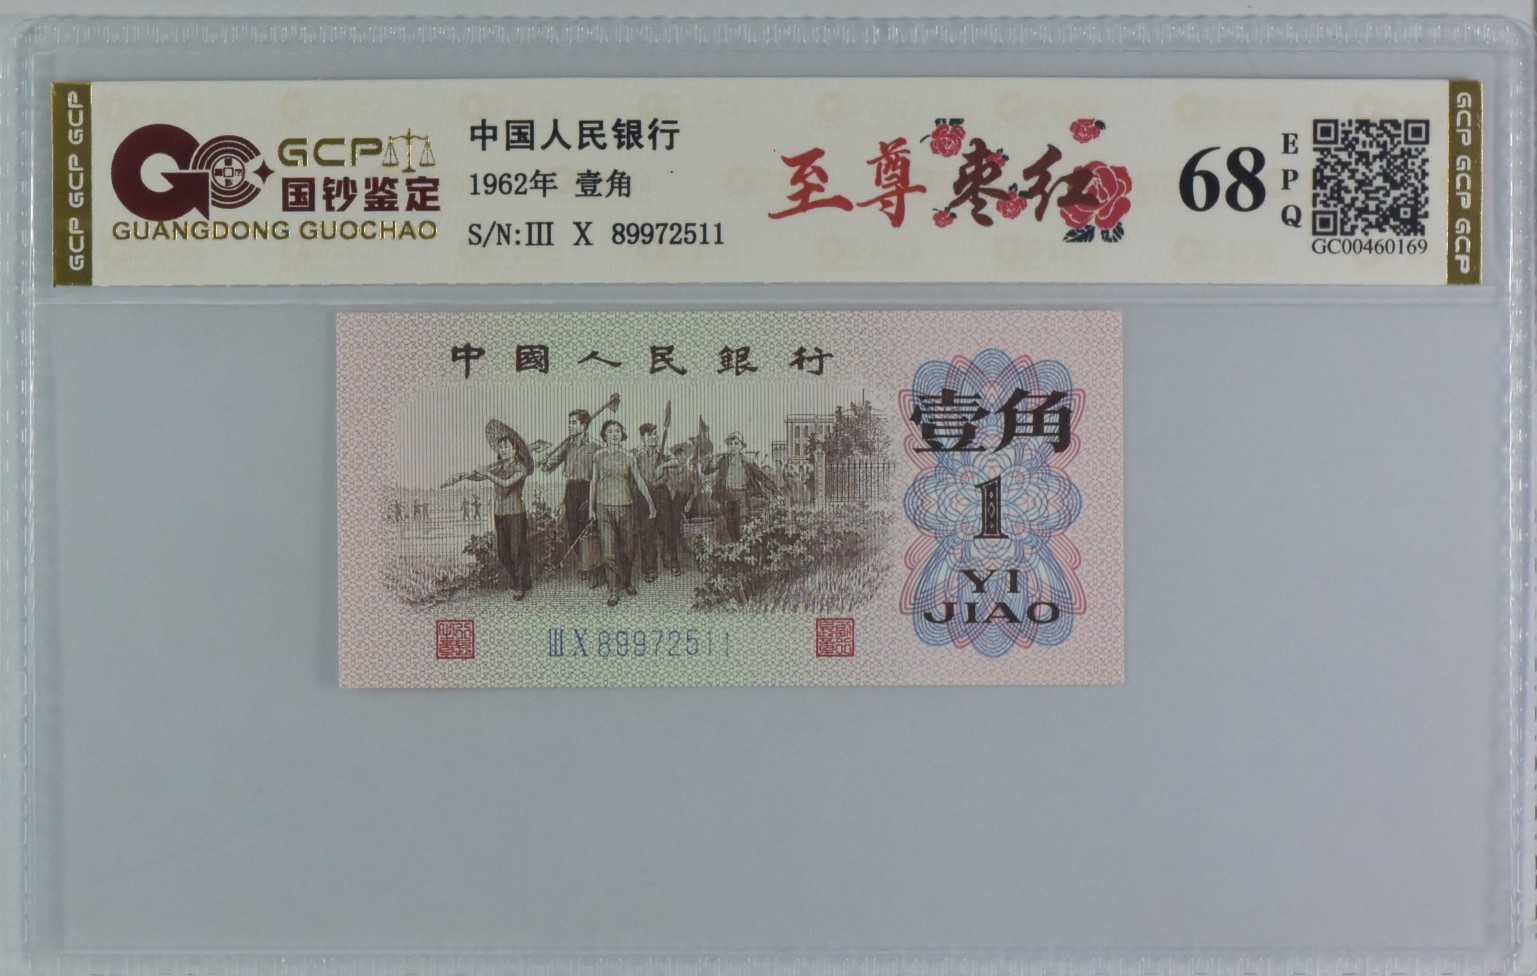 GCP GCP GCP
GCP
国钞鉴定
GUANGDONG GUOCHAO
中国人民银行
1962年 壹角
S/N:Ⅲ X 89972511
至尊枣红
68
EPQ
GC00460169
GCP GCP GCP
中國人民銀行
壹角
1
YI
JIAO
Ⅲ X 89972511